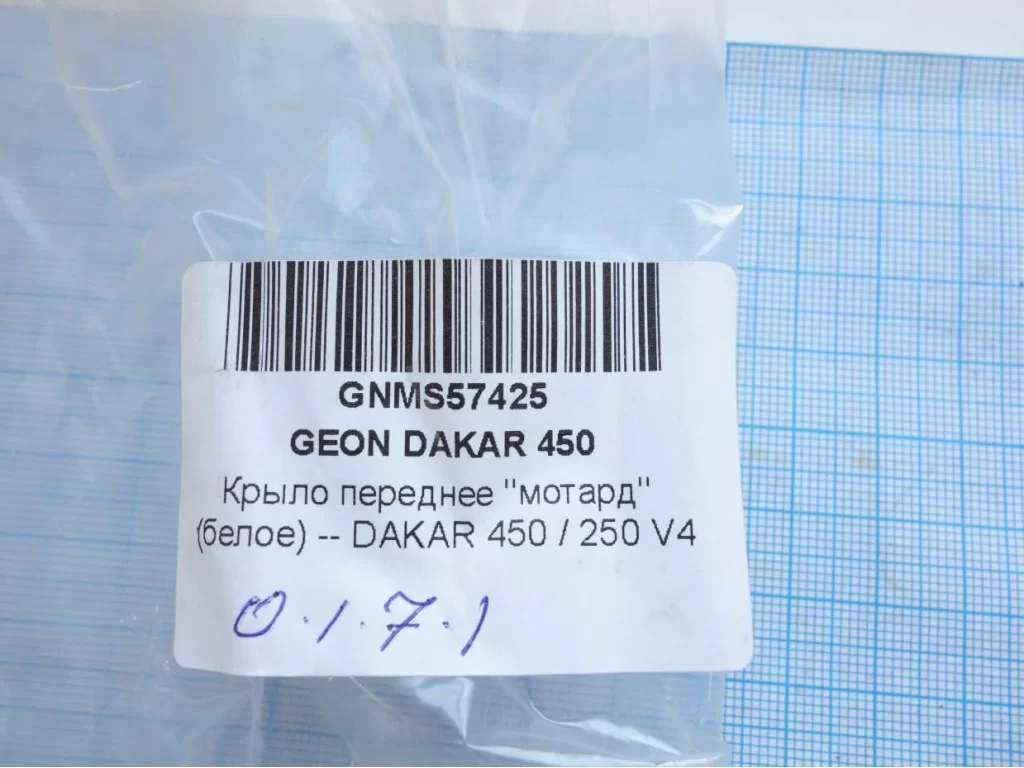 GNMS57425
GEON DAKAR 450
Крыло переднее "мотард"
(белое) -- DAKAR 450 / 250 V4
0.1.7.1